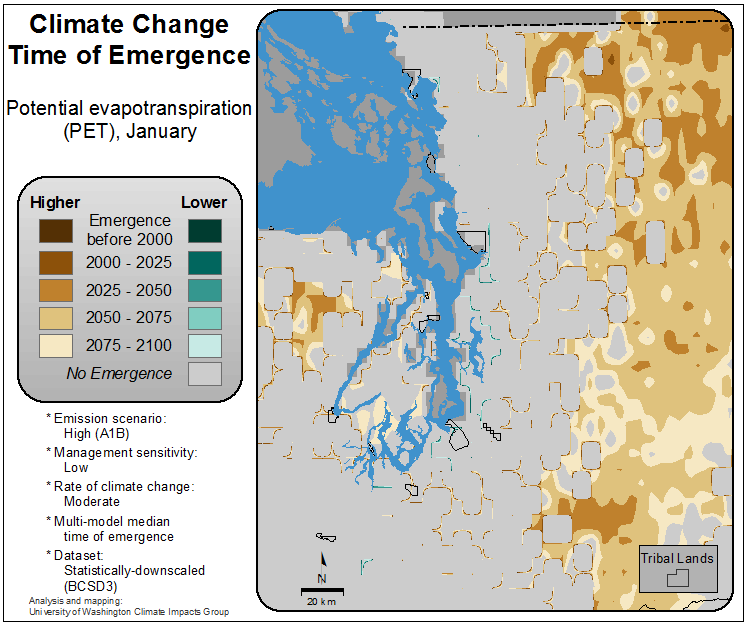 Climate Change
Time of Emergence
Potential evapotranspiration
(PET), January
Higher
Lower
Emergence
before 2000
2000 - 2025
2025 - 2050
2050 - 2075
2075 - 2100
No Emergence
* Emission scenario:
High (A1B)
* Management sensitivity:
Low
* Rate of climate change:
Moderate
* Multi-model median
time of emergence
* Dataset:
Statistically-downscaled
(BCSD3)
Analysis and mapping:
University of Washington Climate Impacts Group
N
20 km
Tribal Lands